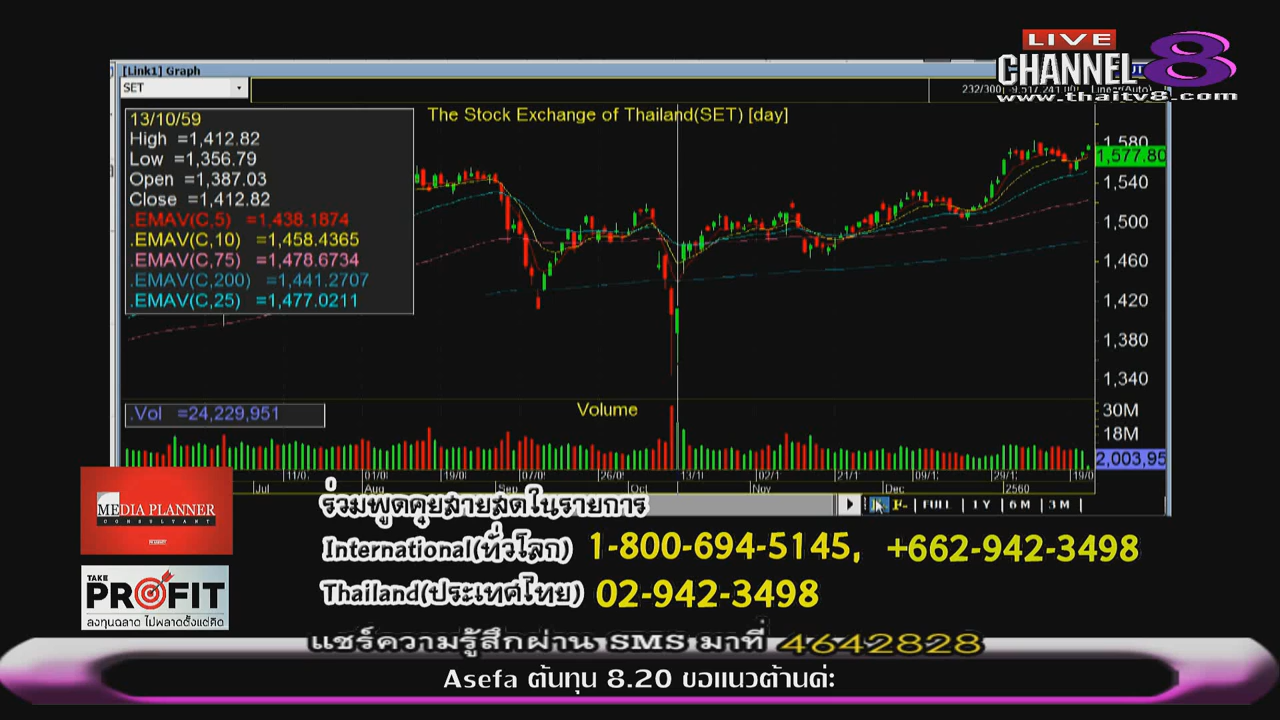 LIVE
CHANNEL 8
www.thaitv8.com
[Link1] Graph
SET
The Stock Exchange of Thailand(SET) [day]
13/10/59
High =1,412.82
Low =1,356.79
Open =1,387.03
Close =1,412.82
.EMAV(C,5) =1,438.1874
.EMAV(C,10) =1,458.4365
.EMAV(C,75) =1,478.6734
.EMAV(C,200) =1,441.2707
.EMAV(C,25) =1,477.0211
1,580
1,577.80
1,540
1,500
1,460
1,420
1,380
1,340
.Vol =24,229,951
Volume
30M
18M
2,003,95
Jul Aug Sep Oct Nov Dec 2560
FULL 1 Y 6 M 3 M
MEDIA PLANNER
CONSULTANT
TAKE
PROFIT
ลงทุนฉลาด ไม่พลาดตั้งแต่คิด
ร่วมพูดคุยสายสดในรายการ
International(ทั่วโลก) 1-800-694-5145, +662-942-3498
Thailand(ประเทศไทย) 02-942-3498
แชร์ความรู้สึกผ่าน SMS มาที่ 4642828
Asefa ต้นทุน 8.20 ขอแนวต้านค่ะ